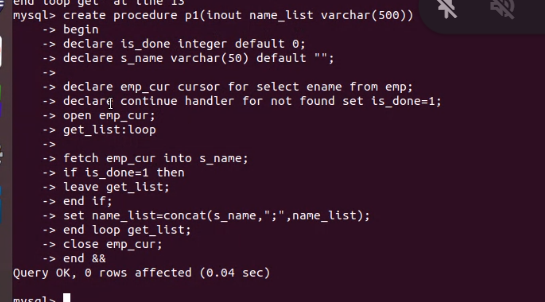 end loop get' at line 13
mysql> create procedure p1(inout name_list varchar(500))
    -> begin
    -> declare is_done integer default 0;
    -> declare s_name varchar(50) default "";
    ->
    -> declare emp_cur cursor for select ename from emp;
    -> declare continue handler for not found set is_done=1;
    -> open emp_cur;
    -> get_list:loop
    ->
    -> fetch emp_cur into s_name;
    -> if is_done=1 then
    -> leave get_list;
    -> end if;
    -> set name_list=concat(s_name,";",name_list);
    -> end loop get_list;
    -> close emp_cur;
    -> end &&
Query OK, 0 rows affected (0.04 sec)
mysql>